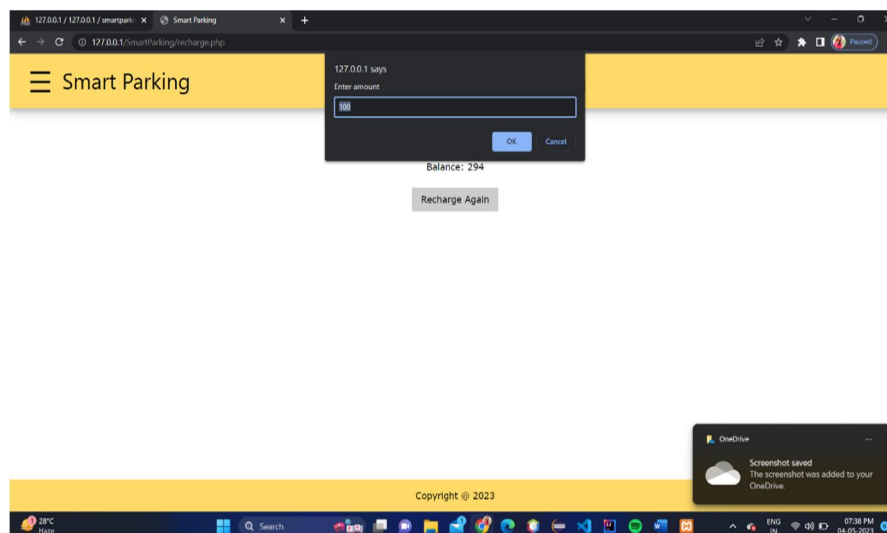 127.0.0.1 / 127.0.0.1 / smartparki
Smart Parking
127.0.0.1/SmartParking/recharge.php
Paused
Smart Parking
127.0.0.1 says
Enter amount
100
OK Cancel
Balance: 294
Recharge Again
OneDrive
Screenshot saved
The screenshot was added to your
OneDrive.
Copyright @ 2023
28°C
Haze
Search
ENG
IN
07:38 PM
04-05-2023